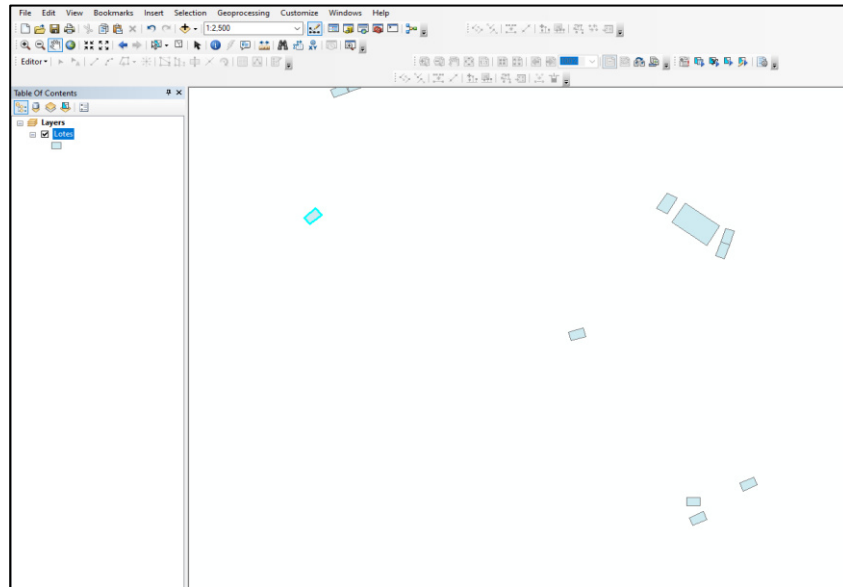 File Edit View Bookmarks Insert Selection Geoprocessing Customize Windows Help
1:2,500
Editor
Table Of Contents
Layers
Lotes